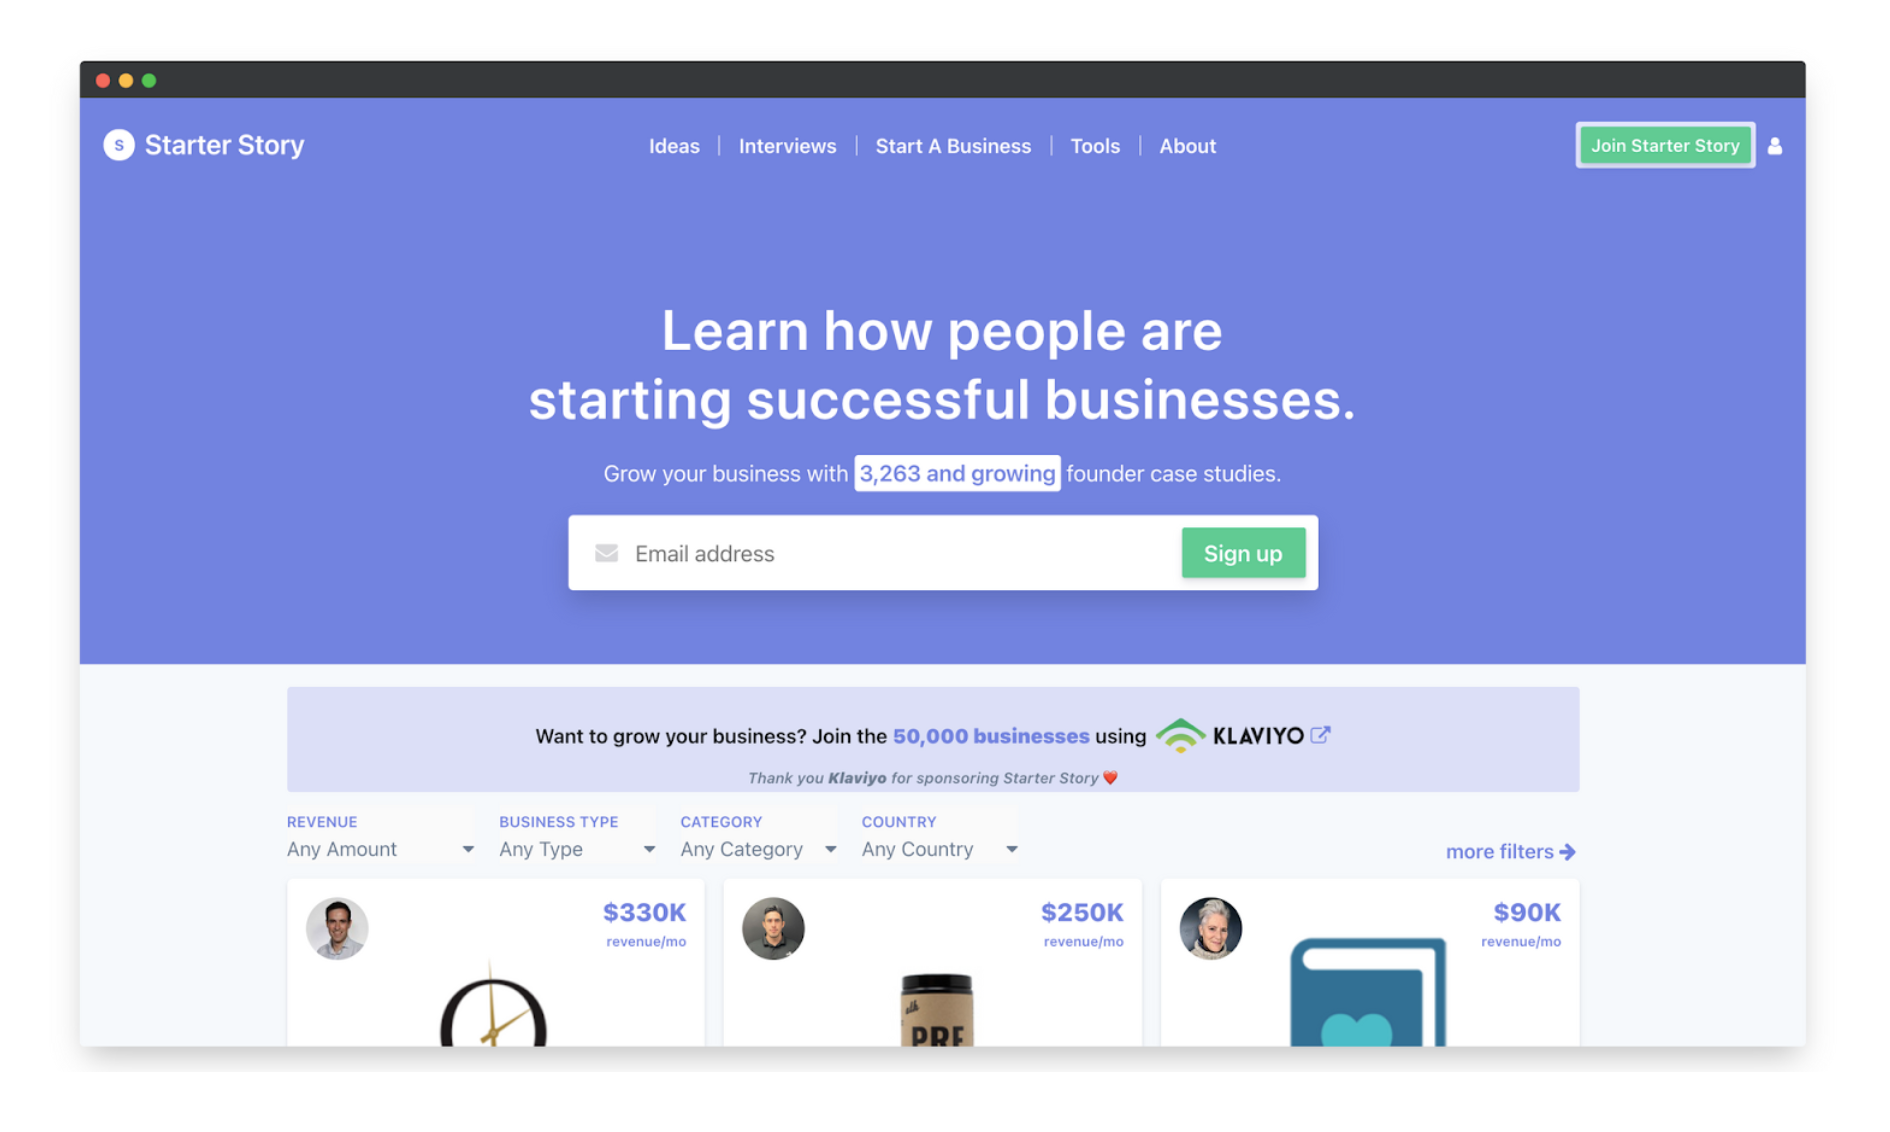 S Starter Story
Ideas | Interviews | Start A Business | Tools | About
Join Starter Story
Learn how people are
starting successful businesses.
Grow your business with 3,263 and growing founder case studies.
Email address
Sign up
Want to grow your business? Join the 50,000 businesses using KLAVIYO
Thank you Klaviyo for sponsoring Starter Story ❤️
REVENUE
Any Amount
BUSINESS TYPE
Any Type
CATEGORY
Any Category
COUNTRY
Any Country
more filters →
$330K
revenue/mo
$250K
revenue/mo
PRE
$90K
revenue/mo